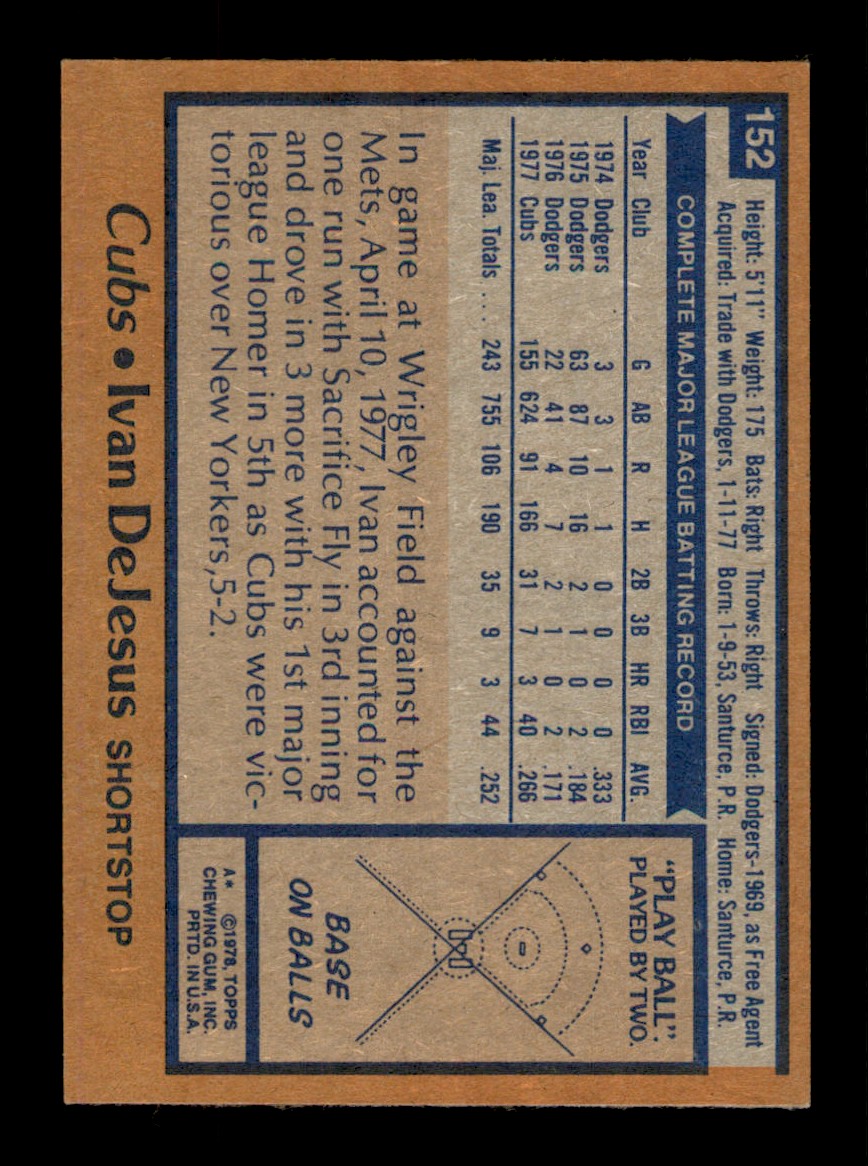 152
Height: 5'11" Weight: 175 Bats: Right Throws: Right Signed: Dodgers-1969, as Free Agent
Acquired: Trade with Dodgers, 1-11-77 Born: 1-9-53, Santurce, P.R. Home: Santurce, P.R.
COMPLETE MAJOR LEAGUE BATTING RECORD
Year Club G AB R H 2B 3B HR RBI AVG.
1974 Dodgers 3 3 1 1 0 0 0 0 .333
1975 Dodgers 63 87 10 16 2 1 0 2 .184
1976 Dodgers 22 41 4 7 2 1 0 2 .171
1977 Cubs 155 624 91 166 31 7 3 40 .266
Maj. Lea. Totals .... 243 755 106 190 35 9 3 44 .252
In game at Wrigley Field against the
Mets, April 10, 1977, Ivan accounted for
one run with Sacrifice Fly in 3rd inning
and drove in 3 more with his 1st major
league Homer in 5th as Cubs were vic-
torious over New Yorkers, 5-2.
"PLAY BALL".
PLAYED BY TWO.
BASE
ON BALLS
A* ©1978, TOPPS
CHEWING GUM, INC.
PRTD. IN U.S.A.
Cubs • Ivan DeJesus SHORTSTOP